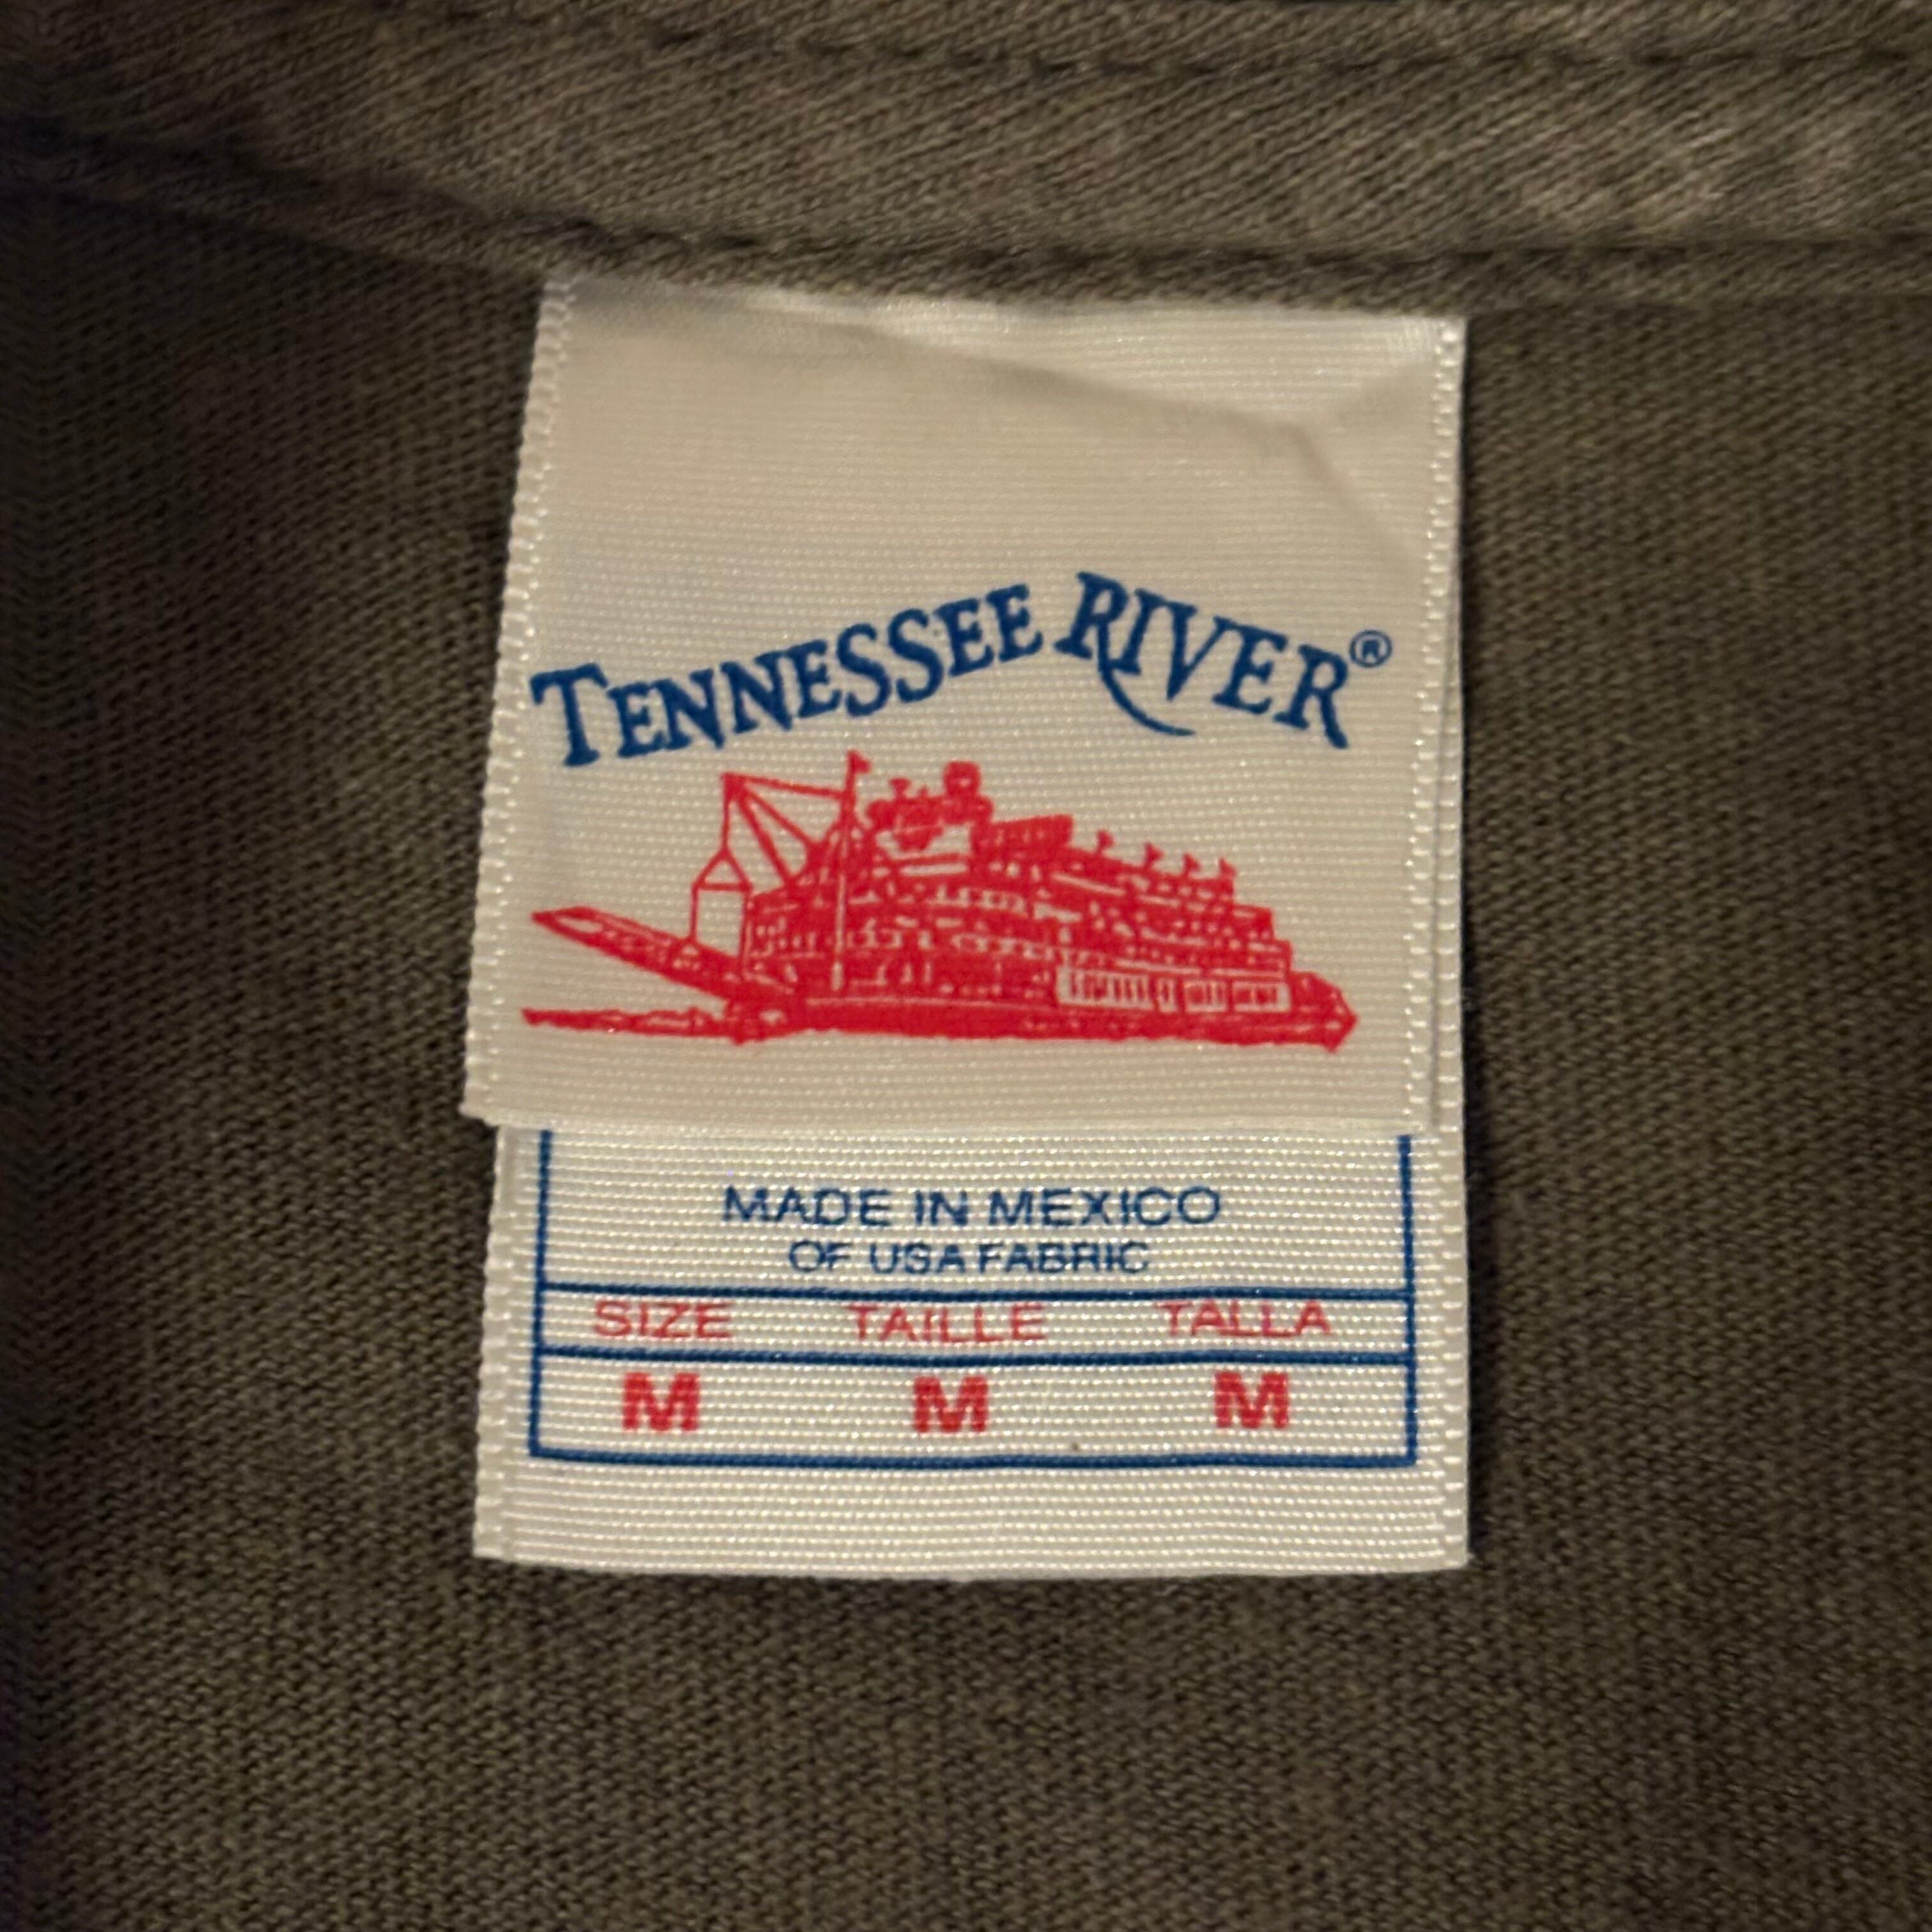 TENNESSEE RIVER®
MADE IN MEXICO
OF USA FABRIC
SIZE TAILLE TALLA
M M M